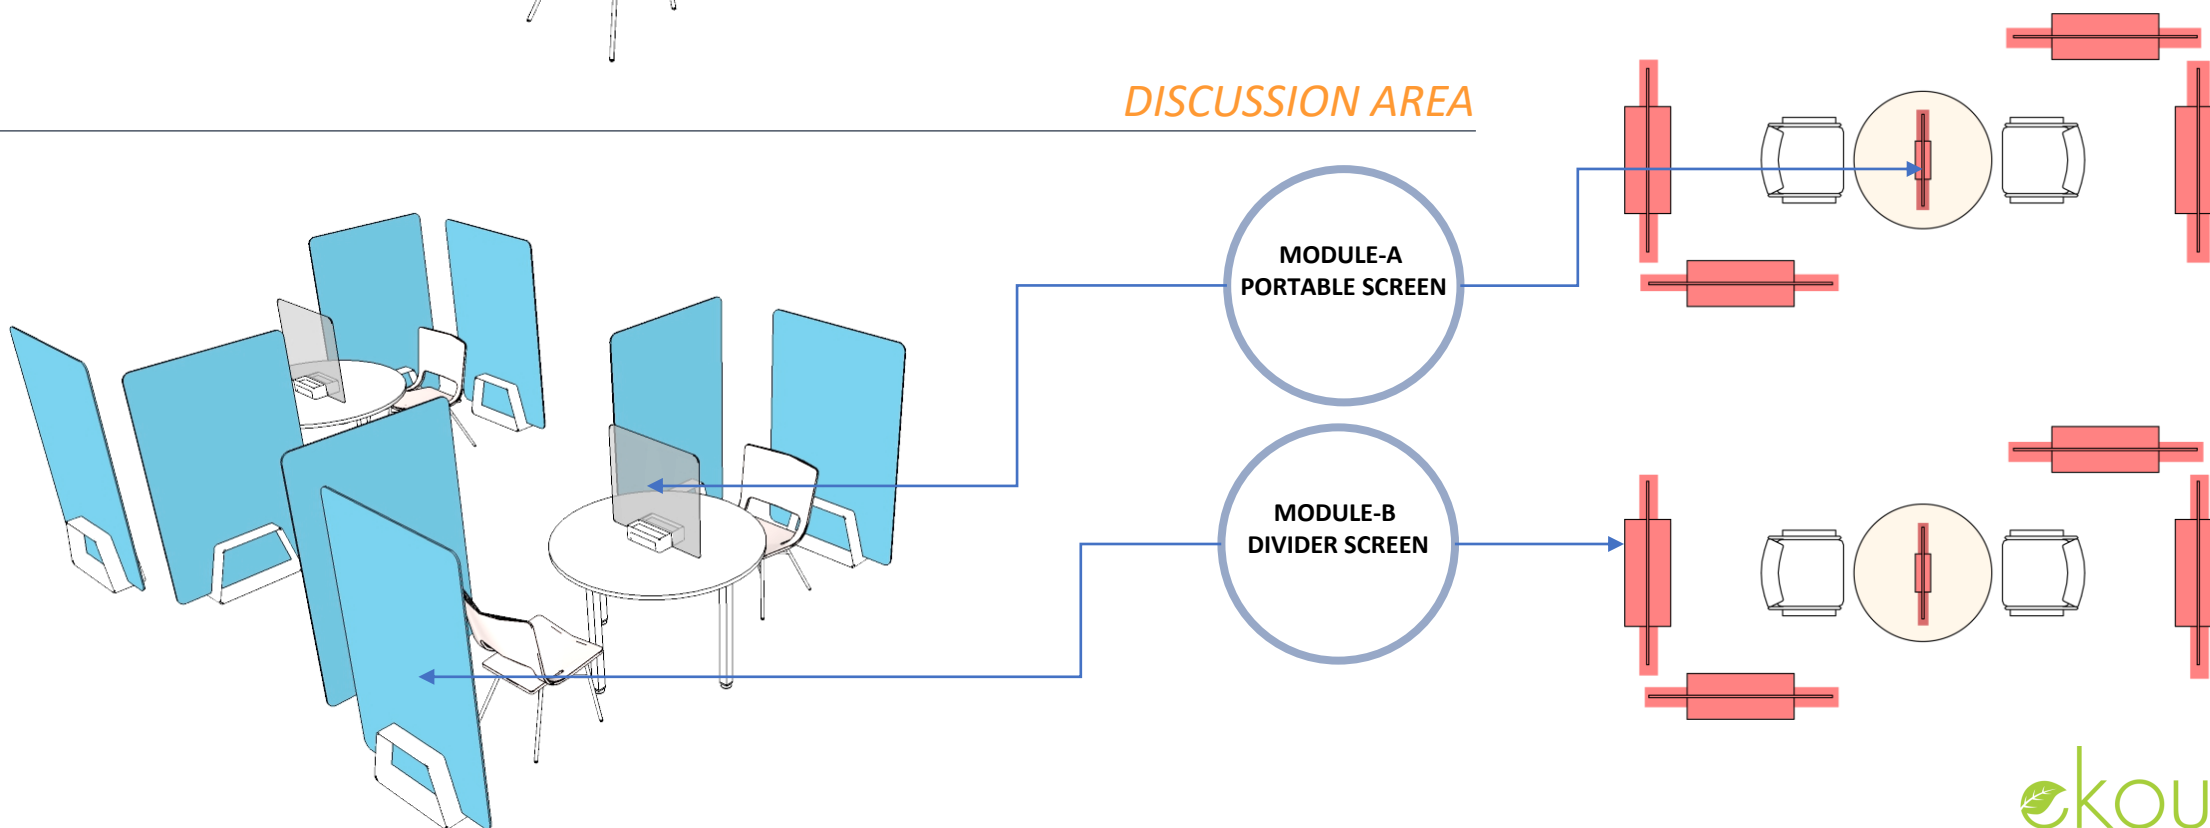 DISCUSSION AREA
MODULE-A
PORTABLE SCREEN
MODULE-B
DIVIDER SCREEN
ekou